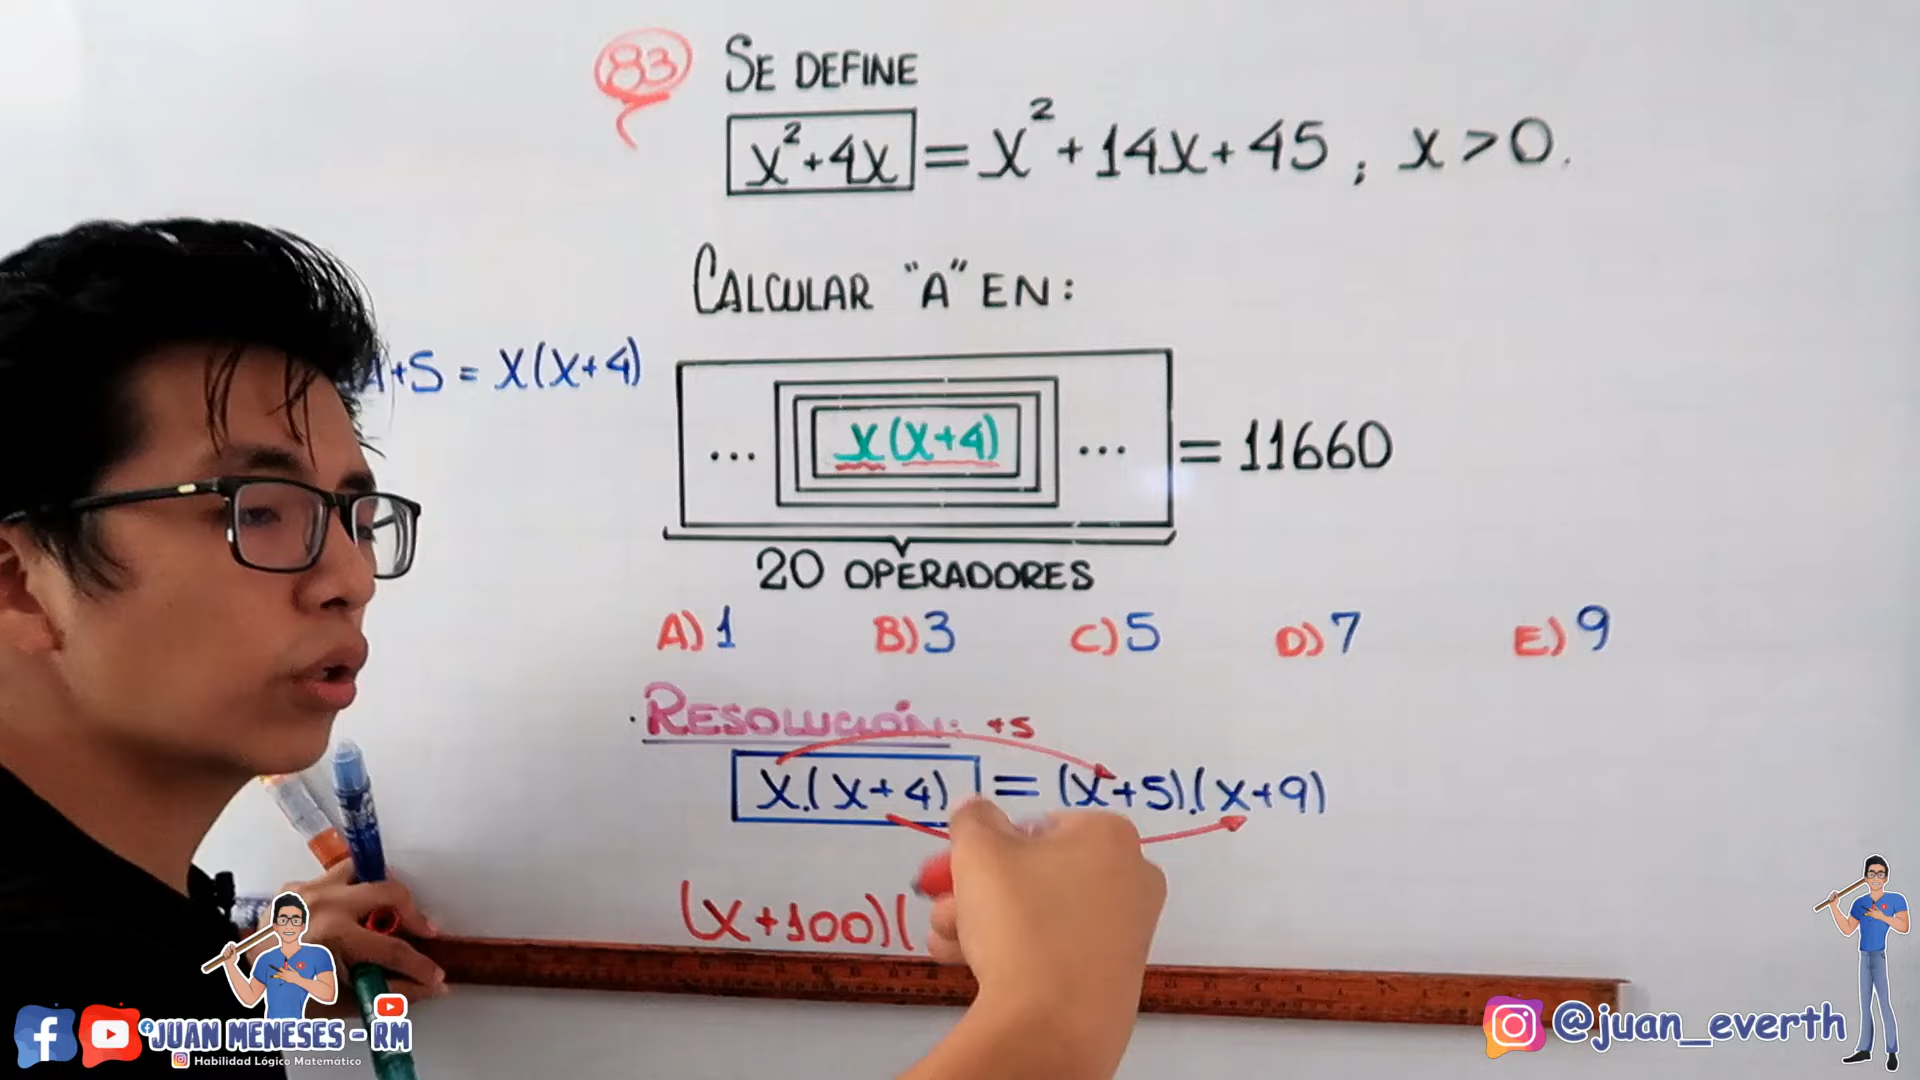 83 SE DEFINE
x²+4x = x²+14x+45 ; x>0.
CALCULAR "A" EN:
+5 = x(x+4)
... x(x+4) ... = 11660
20 OPERADORES
A) 1 B) 3 C) 5 D) 7 E) 9
RESOLUCIÓN: +5
x.(x+4) = (x+5).(x+9)
(x+100)(
JUAN MENESES - RM
Habilidad Lógico Matemático
@juan_everth